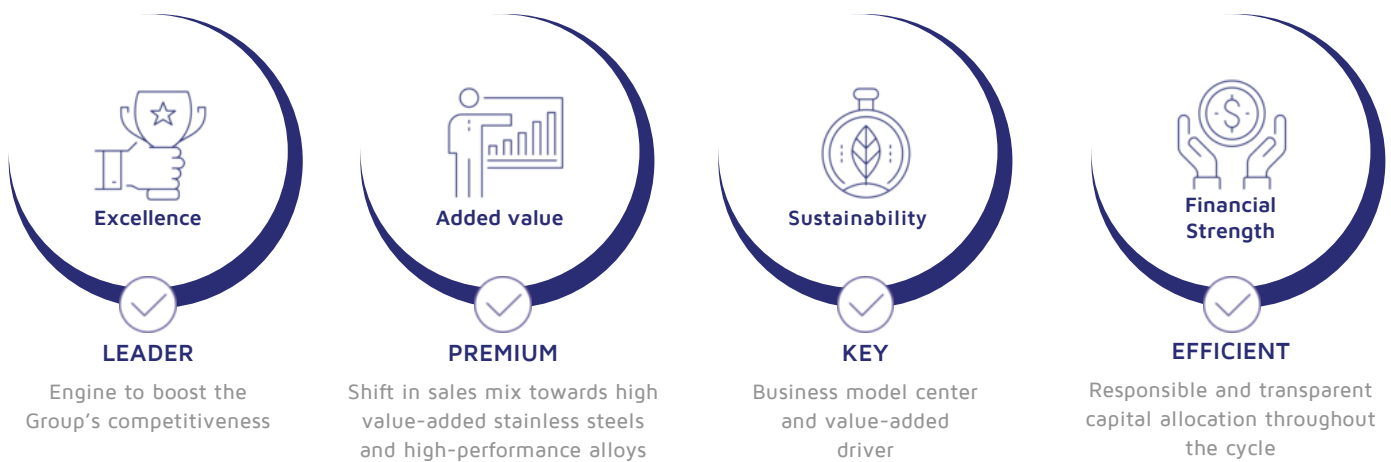 Excellence
LEADER
Engine to boost the
Group's competitiveness
Added value
PREMIUM
Shift in sales mix towards high
value-added stainless steels
and high-performance alloys
Sustainability
KEY
Business model center
and value-added
driver
$
Financial
Strength
EFFICIENT
Responsible and transparent
capital allocation throughout
the cycle